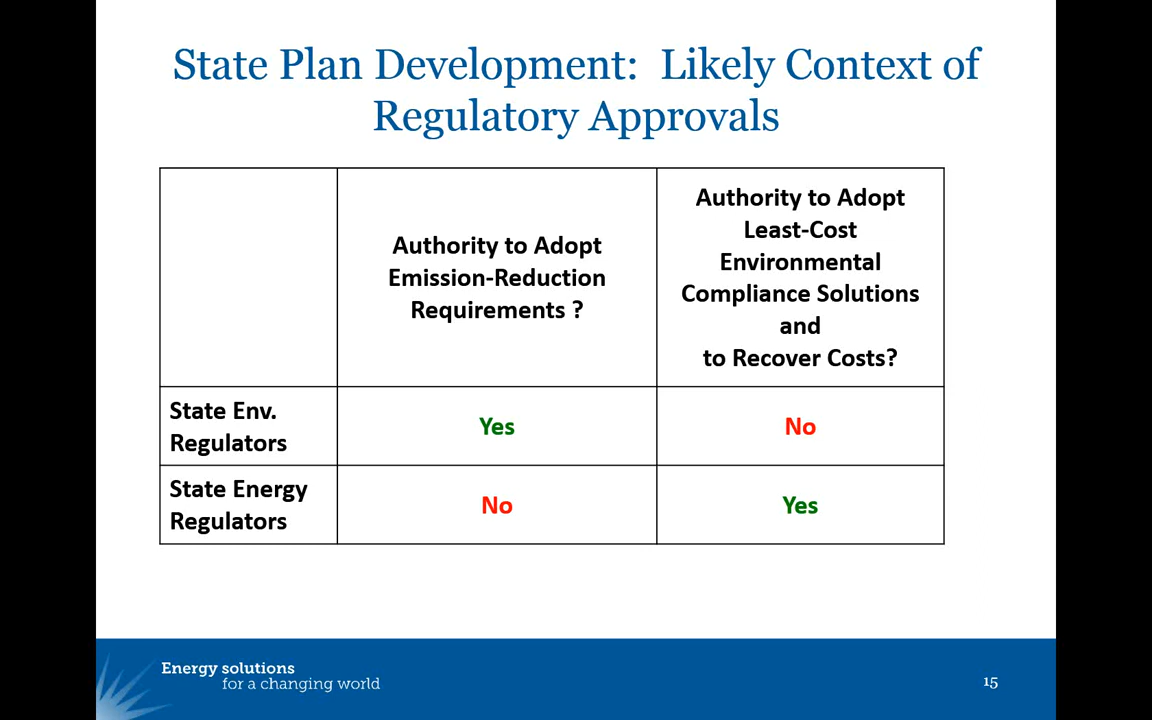 State Plan Development:  Likely Context of
Regulatory Approvals
Authority to Adopt
Emission-Reduction
Requirements ?
Authority to Adopt
Least-Cost
Environmental
Compliance Solutions
and
to Recover Costs?
State Env.
Regulators
Yes
No
State Energy
Regulators
No
Yes
Energy solutions
for a changing world
15